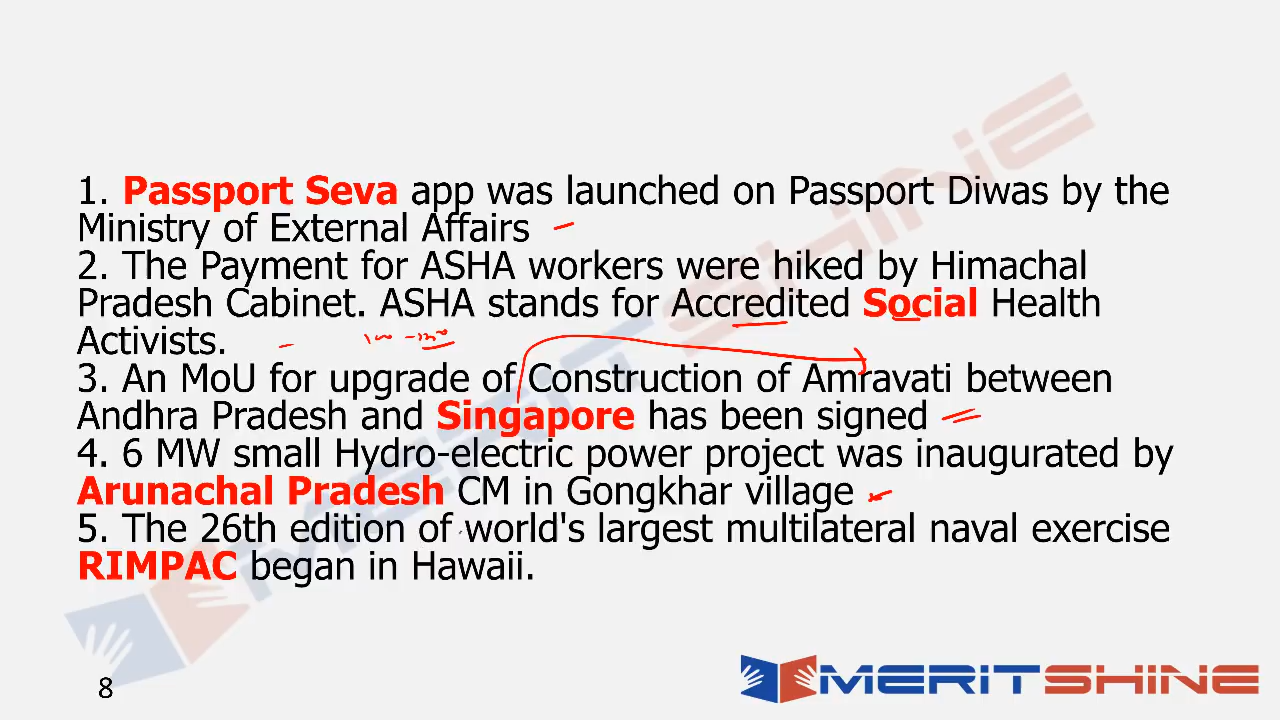 1. Passport Seva app was launched on Passport Diwas by the
Ministry of External Affairs
2. The Payment for ASHA workers were hiked by Himachal
Pradesh Cabinet. ASHA stands for Accredited Social Health
Activists.
3. An MoU for upgrade of Construction of Amravati between
Andhra Pradesh and Singapore has been signed
4. 6 MW small Hydro-electric power project was inaugurated by
Arunachal Pradesh CM in Gongkhar village
5. The 26th edition of world's largest multilateral naval exercise
RIMPAC began in Hawaii.
MERITSHINE
8
MERITSHINE